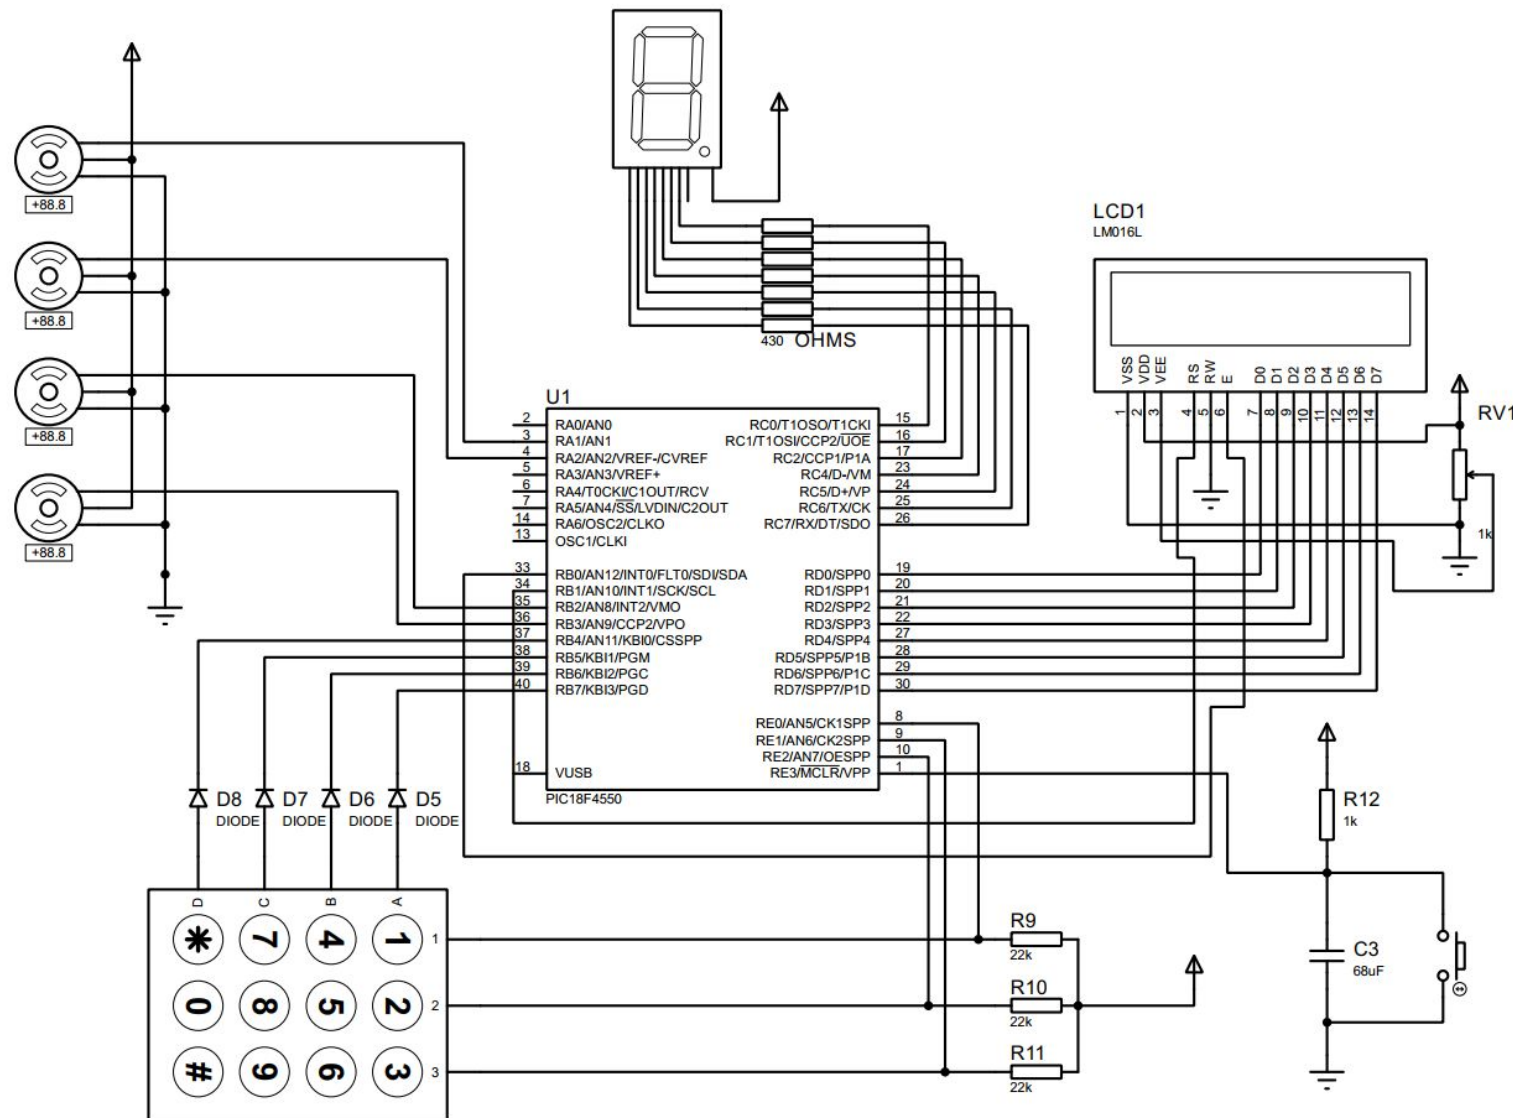 +88.8
+88.8
+88.8
+88.8
430 OHMS
LCD1
LM016L
VSS
VDD
VEE
RS
RW
E
D0
D1
D2
D3
D4
D5
D6
D7
1
2
3
4
5
6
7
8
9
10
11
12
13
14
RV1
1k
U1
2 RA0/AN0
3 RA1/AN1
4 RA2/AN2/VREF-/CVREF
5 RA3/AN3/VREF+
6 RA4/T0CKI/C1OUT/RCV
7 RA5/AN4/SS/LVDIN/C2OUT
14 RA6/OSC2/CLKO
13 OSC1/CLKI
33 RB0/AN12/INT0/FLT0/SDI/SDA
34 RB1/AN10/INT1/SCK/SCL
35 RB2/AN8/INT2/VMO
36 RB3/AN9/CCP2/VPO
37 RB4/AN11/KBI0/CSSPP
38 RB5/KBI1/PGM
39 RB6/KBI2/PGC
40 RB7/KBI3/PGD
18 VUSB
RC0/T1OSO/T1CKI 15
RC1/T1OSI/CCP2/UOE 16
RC2/CCP1/P1A 17
RC4/D-/VM 23
RC5/D+/VP 24
RC6/TX/CK 25
RC7/RX/DT/SDO 26
RD0/SPP0 19
RD1/SPP1 20
RD2/SPP2 21
RD3/SPP3 22
RD4/SPP4 27
RD5/SPP5/P1B 28
RD6/SPP6/P1C 29
RD7/SPP7/P1D 30
RE0/AN5/CK1SPP 8
RE1/AN6/CK2SPP 9
RE2/AN7/OESPP 10
RE3/MCLR/VPP 1
PIC18F4550
D8
DIODE
D7
DIODE
D6
DIODE
D5
DIODE
D
C
B
A
* 7 4 1 1
0 8 5 2 2
# 9 6 3 3
R9
22k
R10
22k
R11
22k
R12
1k
C3
68uF